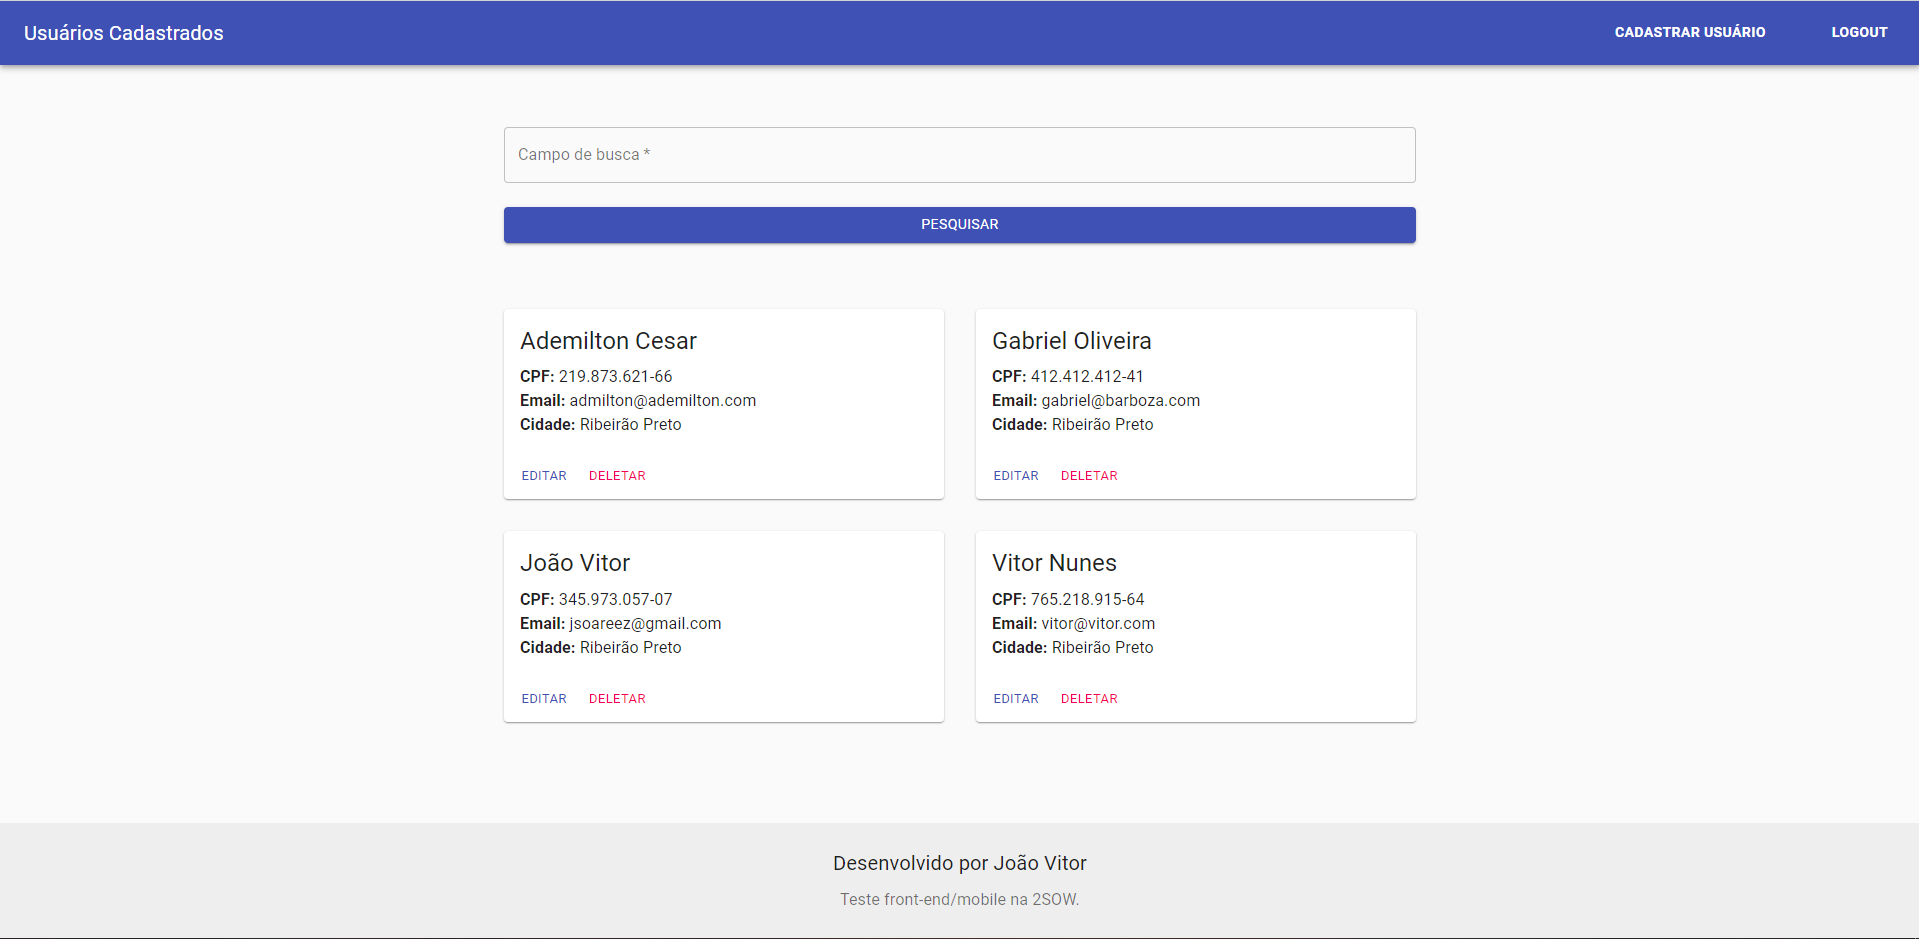 Usuários Cadastrados
CADASTRAR USUÁRIO
LOGOUT
Campo de busca *
PESQUISAR
Ademilton Cesar
CPF: 219.873.621-66
Email: admilton@ademilton.com
Cidade: Ribeirão Preto
EDITAR DELETAR
Gabriel Oliveira
CPF: 412.412.412-41
Email: gabriel@barboza.com
Cidade: Ribeirão Preto
EDITAR DELETAR
João Vitor
CPF: 345.973.057-07
Email: jsoareez@gmail.com
Cidade: Ribeirão Preto
EDITAR DELETAR
Vitor Nunes
CPF: 765.218.915-64
Email: vitor@vitor.com
Cidade: Ribeirão Preto
EDITAR DELETAR
Desenvolvido por João Vitor
Teste front-end/mobile na 2SOW.